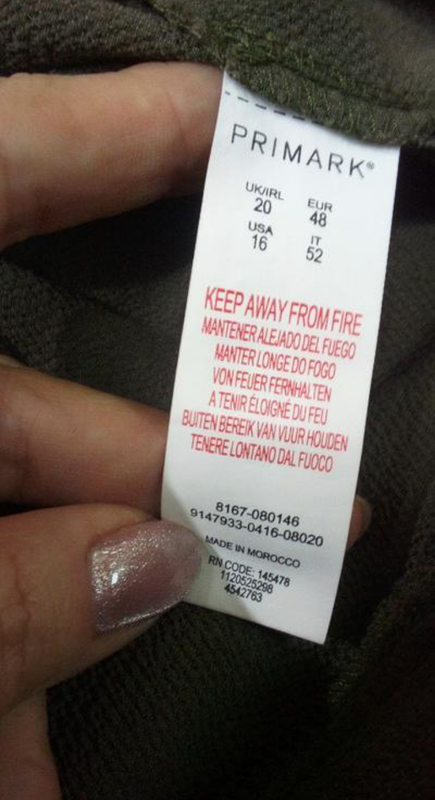 PRIMARK®
UK/IRL EUR
20 48
USA IT
16 52
KEEP AWAY FROM FIRE
MANTENER ALEJADO DEL FUEGO
MANTER LONGE DO FOGO
VON FEUER FERNHALTEN
A TENIR ÉLOIGNÉ DU FEU
BUITEN BEREIK VAN VUUR HOUDEN
TENERE LONTANO DAL FUOCO
8167-080146
9147933-0416-08020
MADE IN MOROCCO
RN CODE: 145478
1120525298
4542763